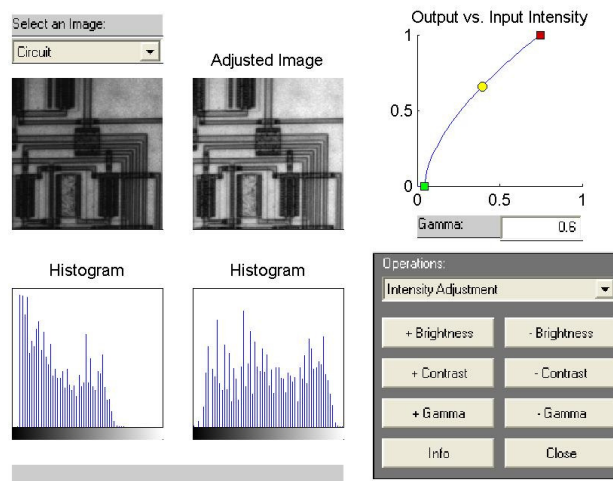 Select an Image:
Circuit
Adjusted Image
Output vs. Input Intensity
1
0.5
0
0
0.5
1
Gamma:
0.6
Histogram
Histogram
Operations:
Intensity Adjustment
+ Brightness
- Brightness
+ Contrast
- Contrast
+ Gamma
- Gamma
Info
Close